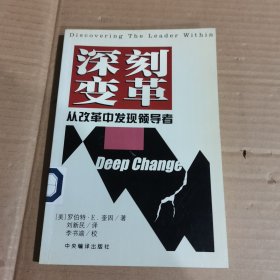 Discovering The Leader Within
深刻
变革
从改革中发现领导者
Deep Change
[美]罗伯特·E.奎因/著
刘新民/译
李书渝/校
中央编译出版社